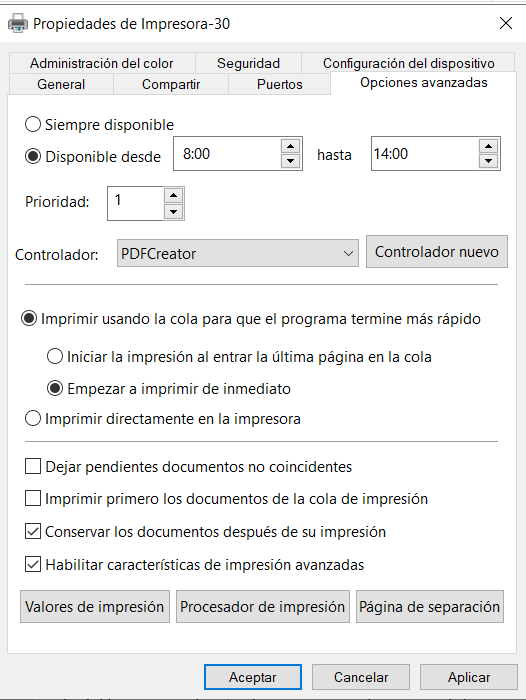 Propiedades de Impresora-30
Administración del color Seguridad Configuración del dispositivo
General Compartir Puertos Opciones avanzadas
Siempre disponible
Disponible desde 8:00 hasta 14:00
Prioridad: 1
Controlador: PDFCreator Controlador nuevo
Imprimir usando la cola para que el programa termine más rápido
Iniciar la impresión al entrar la última página en la cola
Empezar a imprimir de inmediato
Imprimir directamente en la impresora
Dejar pendientes documentos no coincidentes
Imprimir primero los documentos de la cola de impresión
Conservar los documentos después de su impresión
Habilitar características de impresión avanzadas
Valores de impresión Procesador de impresión Página de separación
Aceptar Cancelar Aplicar